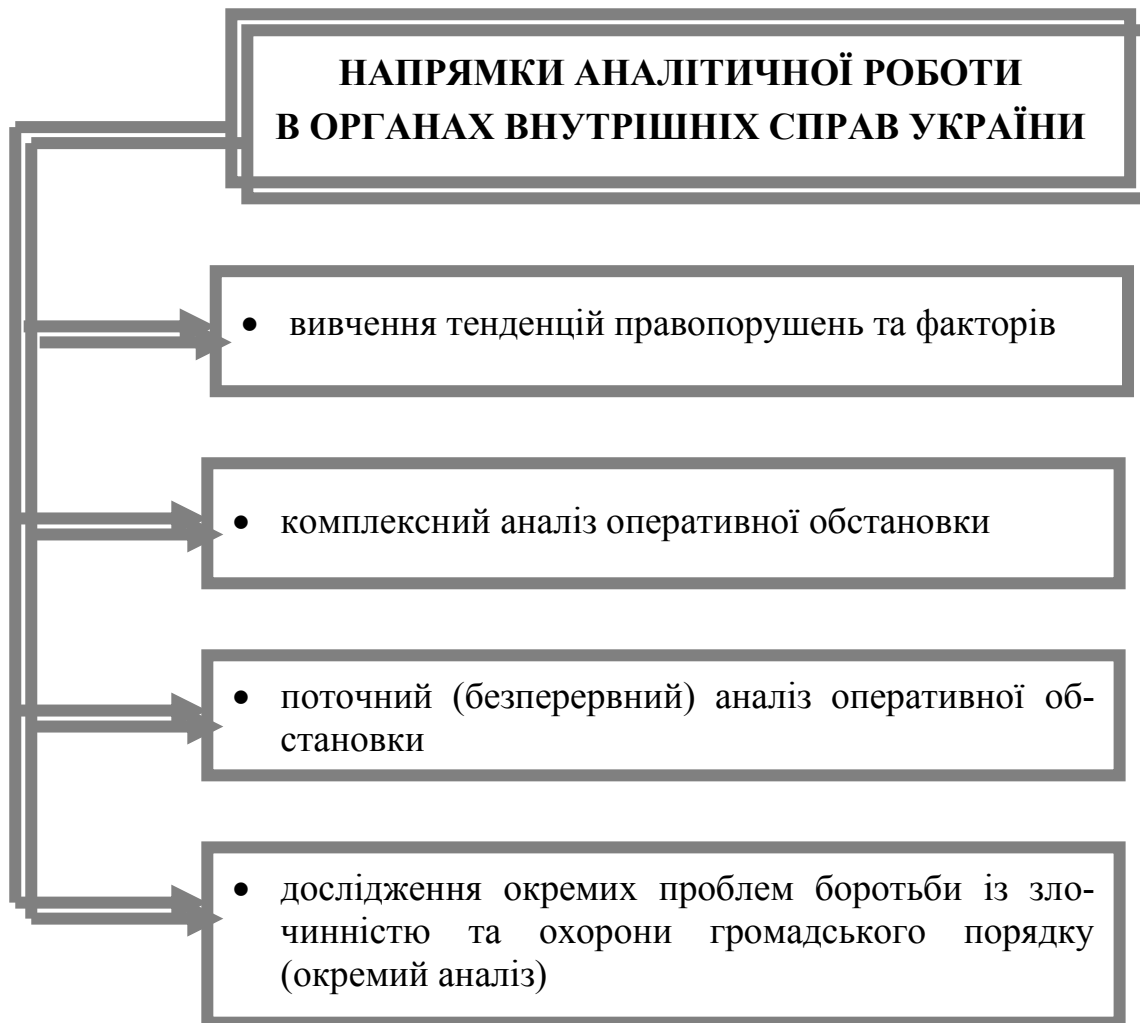 НАПРЯМКИ АНАЛІТИЧНОЇ РОБОТИ
В ОРГАНАХ ВНУТРІШНІХ СПРАВ УКРАЇНИ
• вивчення тенденцій правопорушень та факторів
• комплексний аналіз оперативної обстановки
• поточний (безперервний) аналіз оперативної об-
становки
• дослідження окремих проблем боротьби із зло-
чинністю та охорони громадського порядку
(окремий аналіз)